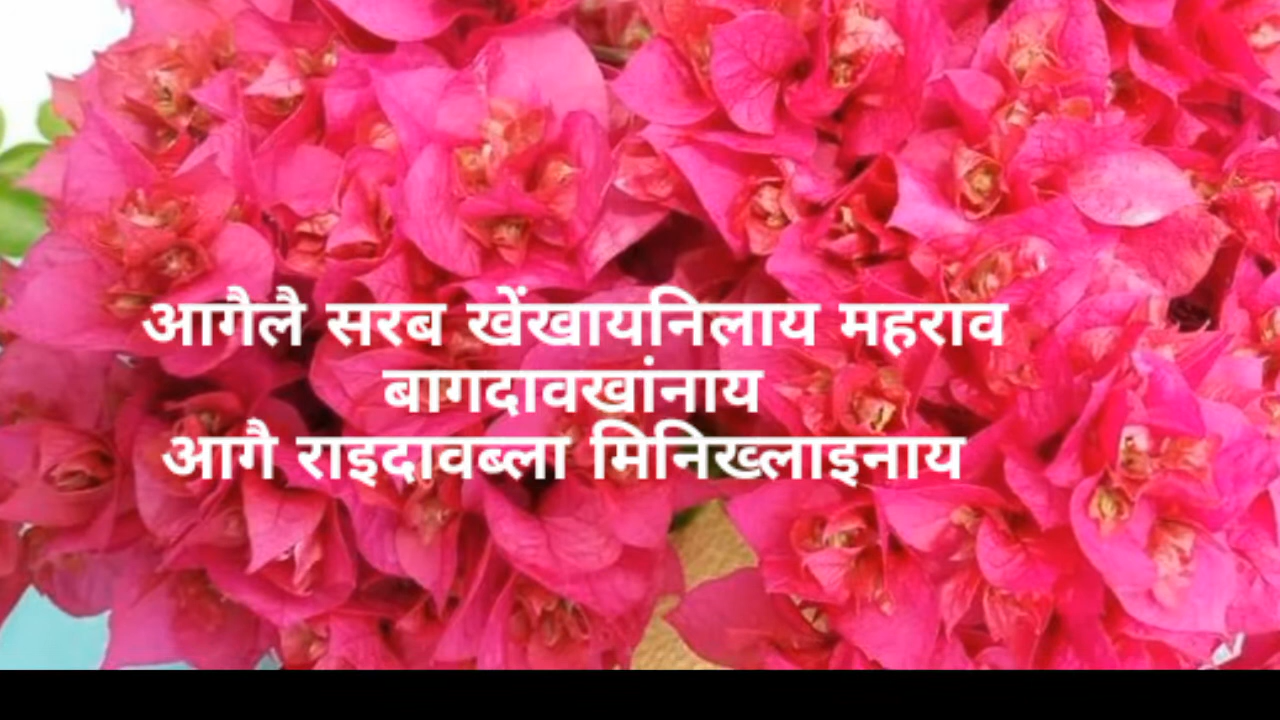 आगैलै सरब खेंखायनिलाय महराव
बागदावखांनाय
आगै राइदावब्ला मिनिख्लाइनाय